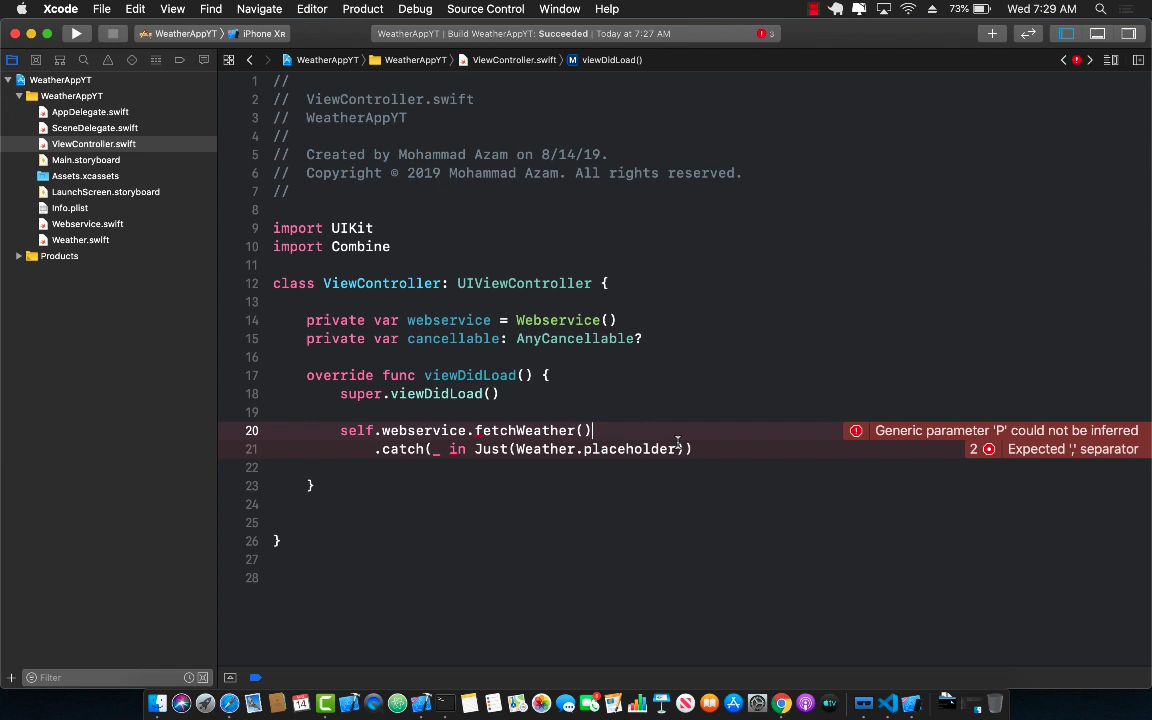 Xcode File Edit View Find Navigate Editor Product Debug Source Control Window Help 73% Wed 7:29 AM
WeatherAppYT iPhone Xʀ WeatherAppYT | Build WeatherAppYT: Succeeded | Today at 7:27 AM 3
WeatherAppYT WeatherAppYT ViewController.swift M viewDidLoad()
WeatherAppYT
WeatherAppYT
AppDelegate.swift
SceneDelegate.swift
ViewController.swift
Main.storyboard
Assets.xcassets
LaunchScreen.storyboard
Info.plist
Webservice.swift
Weather.swift
Products
1 //
2 // ViewController.swift
3 // WeatherAppYT
4 //
5 // Created by Mohammad Azam on 8/14/19.
6 // Copyright © 2019 Mohammad Azam. All rights reserved.
7 //
8
9 import UIKit
10 import Combine
11
12 class ViewController: UIViewController {
13
14 private var webservice = Webservice()
15 private var cancellable: AnyCancellable?
16
17 override func viewDidLoad() {
18 super.viewDidLoad()
19
20 self.webservice.fetchWeather() Generic parameter 'P' could not be inferred
21 .catch(_ in Just(Weather.placeholder)) 2 Expected ',' separator
22
23 }
24
25
26 }
27
28
Filter